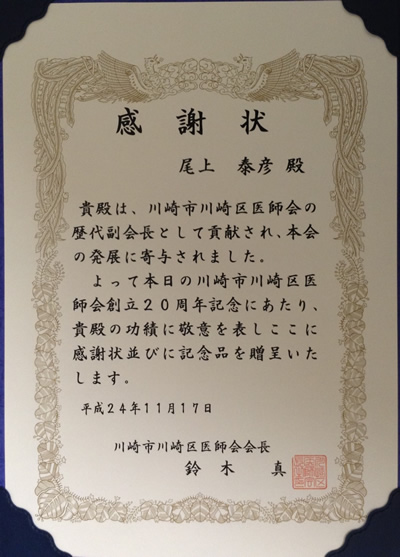 感謝状
尾上 泰彦 殿
貴殿は、川崎市川崎区医師会の
歴代副会長として貢献され、本会
の発展に寄与されました。
よって本日の川崎市川崎区医
師会創立20周年記念にあたり、
貴殿の功績に敬意を表しここに
感謝状並びに記念品を贈呈いた
します。
平成24年11月17日
川崎市川崎区医師会会長
鈴木 真